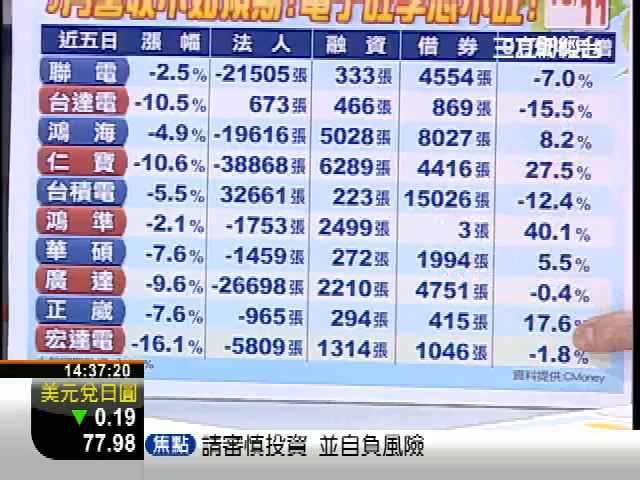 9月營收不如預期!電子
11
近五日 漲幅 法人 融資 借券
聯電 -2.5% -21505張 333張 4554張 -7.0%
台達電 -10.5% 673張 466張 869張 -15.5%
鴻海 -4.9% -19616張 5028張 8027張 8.2%
仁寶 -10.6% -38868張 6289張 4416張 27.5%
台積電 -5.5% 32661張 223張 15026張 -12.4%
鴻準 -2.1% -1753張 2499張 3張 40.1%
華碩 -7.6% -1459張 272張 1994張 5.5%
廣達 -9.6% -26698張 2210張 4751張 -0.4%
正崴 -7.6% -965張 294張 415張 17.6%
宏達電 -16.1% -5809張 1314張 1046張 -1.8%
資料提供:CMoney
14:37:20
美元兌日圓
▼0.19
77.98
焦點 請審慎投資 並自負風險